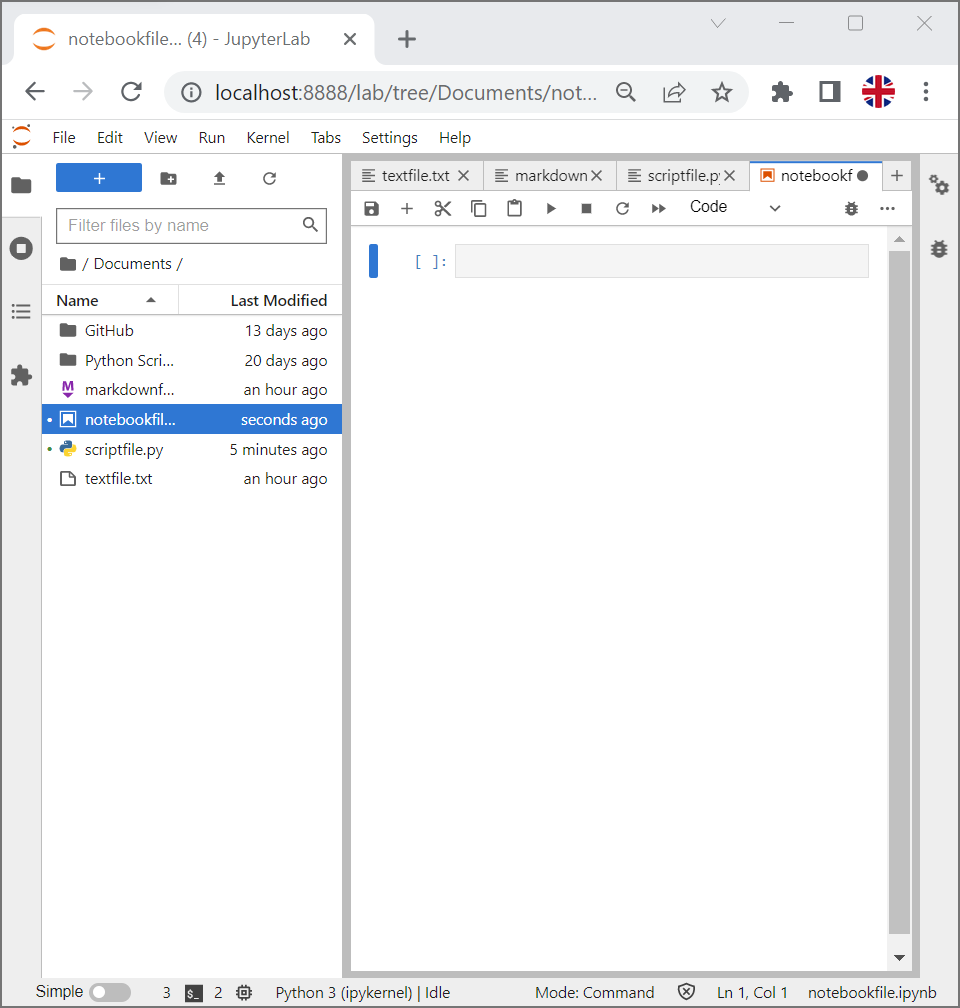 notebookfile... (4) - JupyterLab
localhost:8888/lab/tree/Documents/not...
File Edit View Run Kernel Tabs Settings Help
textfile.txt markdown scriptfile.py notebookf
Code
Filter files by name
/ Documents /
[ ]:
Name Last Modified
GitHub 13 days ago
Python Scri... 20 days ago
markdownf... an hour ago
notebookfil... seconds ago
scriptfile.py 5 minutes ago
textfile.txt an hour ago
Simple 3 $_ 2 Python 3 (ipykernel) | Idle Mode: Command Ln 1, Col 1 notebookfile.ipynb